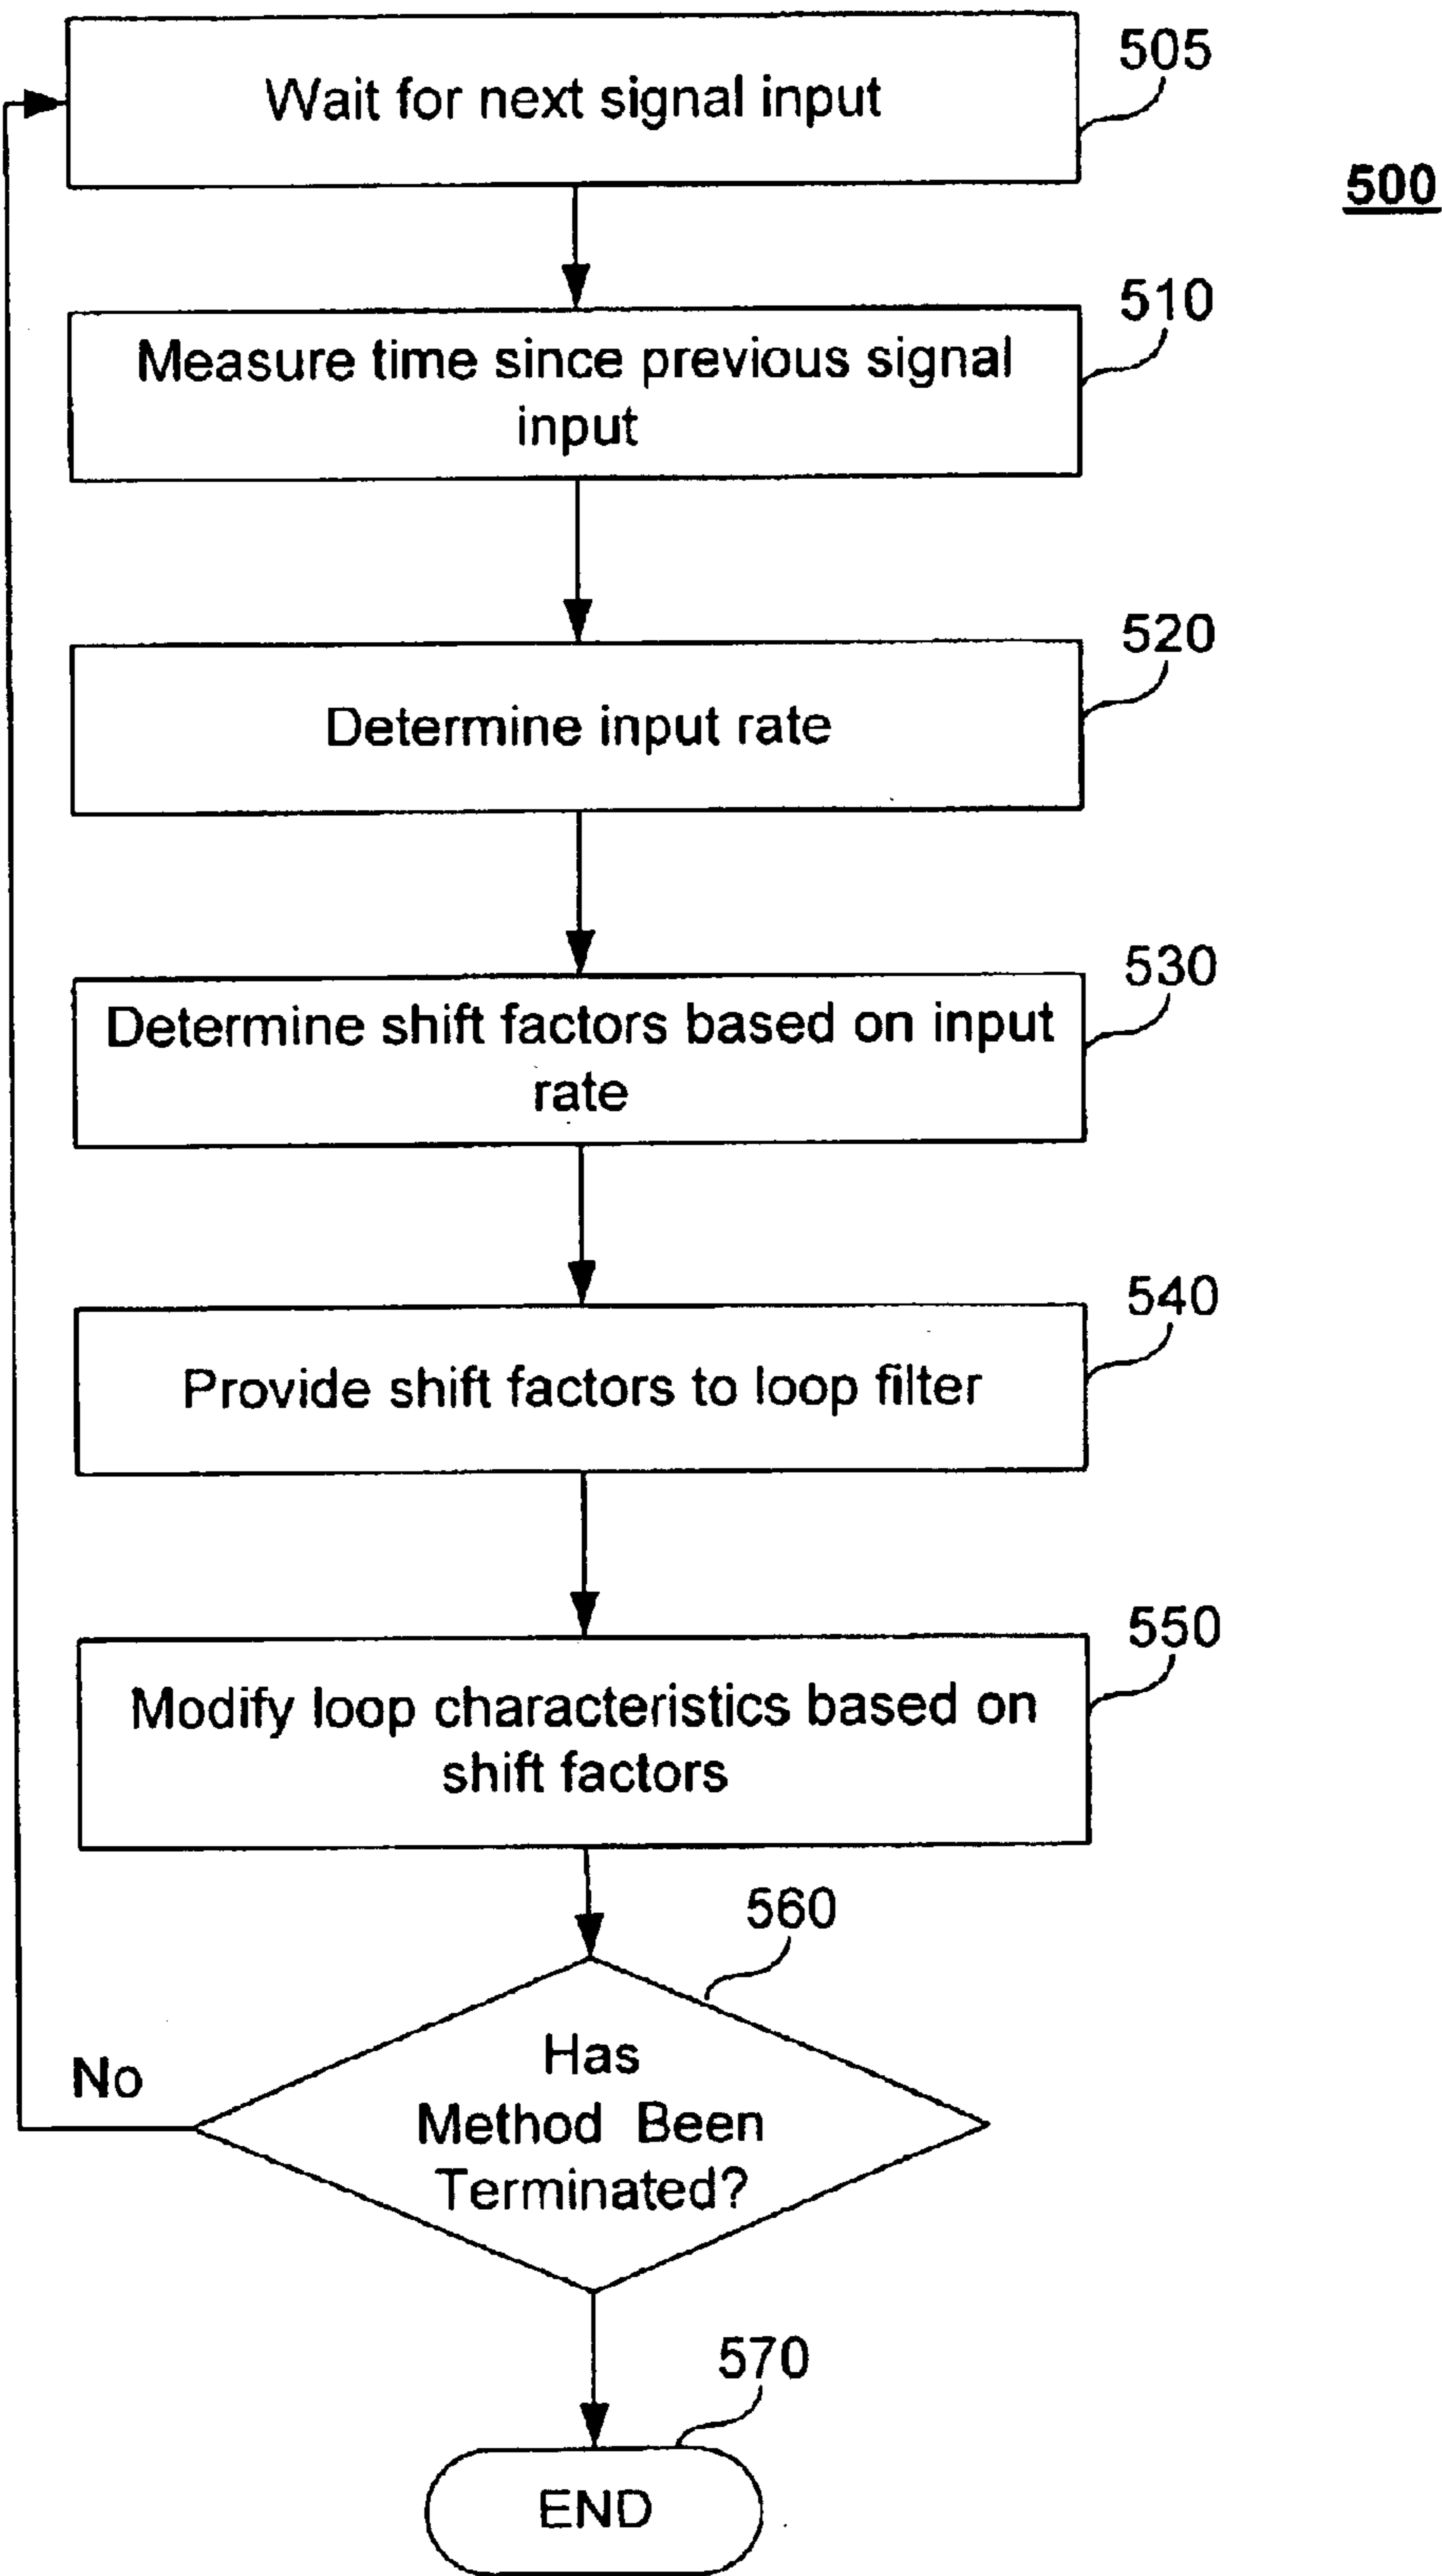 Wait for next signal input
505
500
Measure time since previous signal
input
510
Determine input rate
520
Determine shift factors based on input
rate
530
Provide shift factors to loop filter
540
Modify loop characteristics based on
shift factors
550
560
Has
Method Been
Terminated?
No
570
END